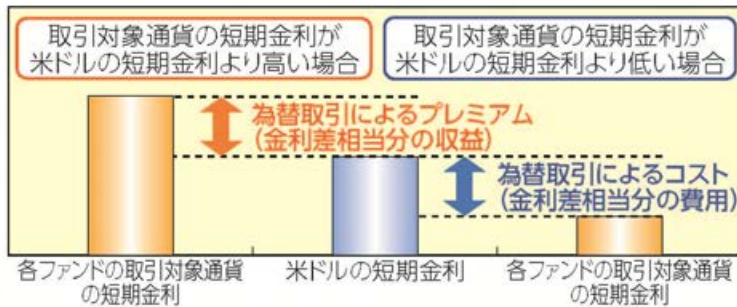 取引対象通貨の短期金利が
米ドルの短期金利より高い場合
取引対象通貨の短期金利が
米ドルの短期金利より低い場合
為替取引によるプレミアム
(金利差相当分の収益)
為替取引によるコスト
(金利差相当分の費用)
各ファンドの取引対象通貨
の短期金利
米ドルの短期金利
各ファンドの取引対象通貨
の短期金利